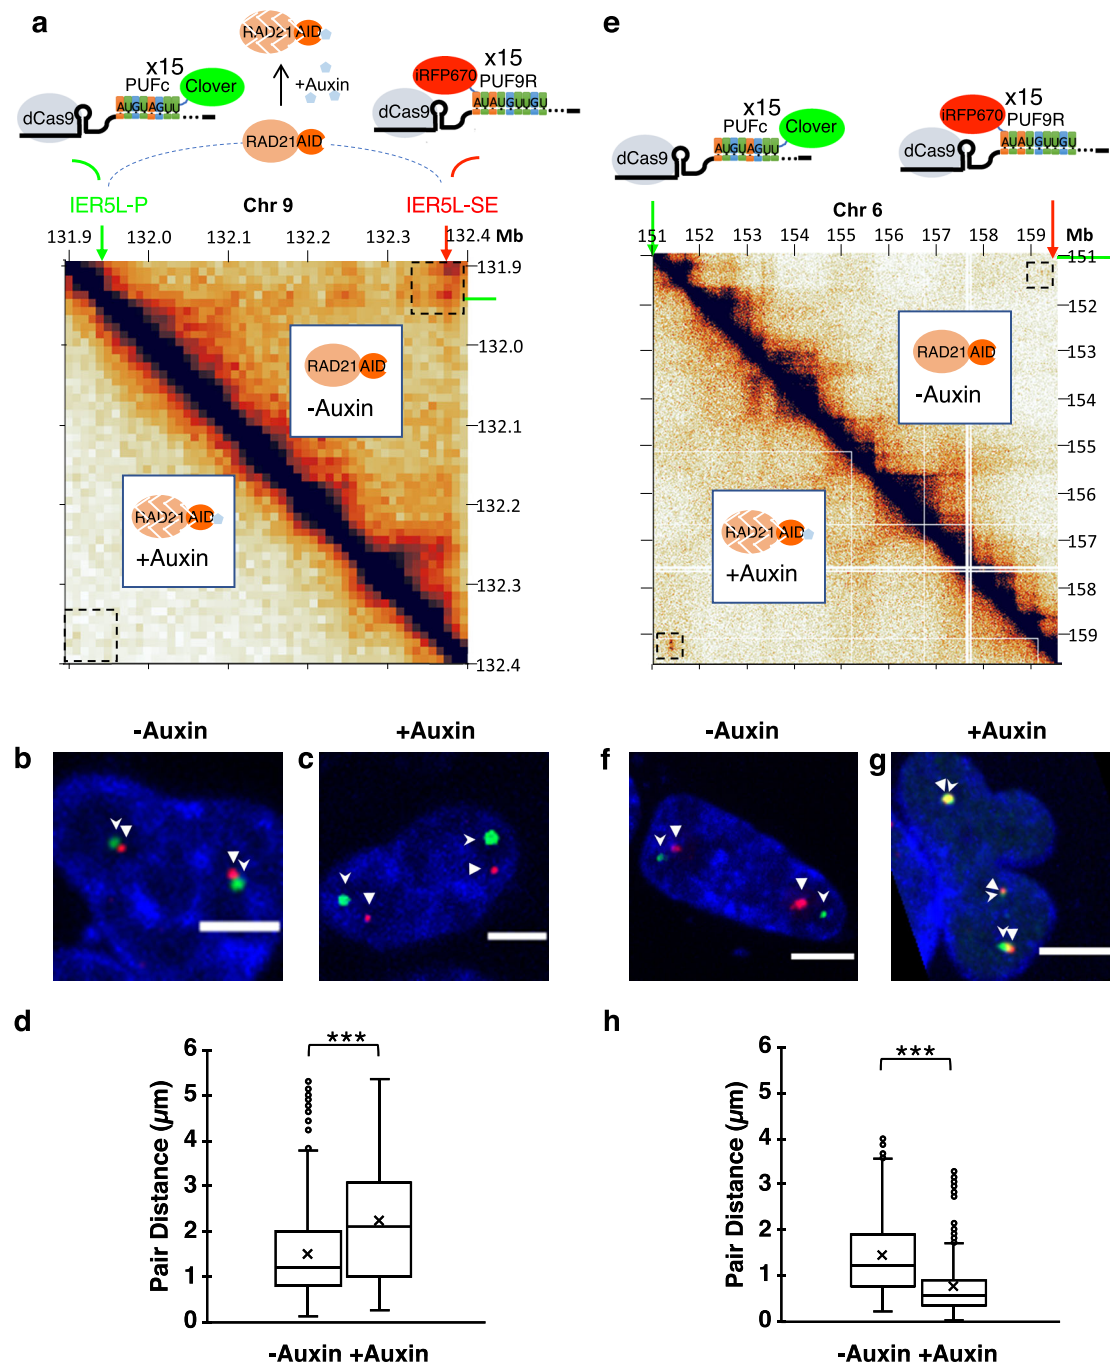 a
RAD21 AID
+Auxin
x15
PUFc
Clover
dCas9
AUGUAGUU
iRFP670
x15
PUF9R
dCas9
AUAUGUUGU
RAD21 AID
IER5L-P
Chr 9
IER5L-SE
131.9 132.0 132.1 132.2 132.3 132.4 Mb
131.9
132.0
132.1
132.2
132.3
132.4
RAD21 AID
-Auxin
RAD21 AID
+Auxin
e
x15
PUFc
Clover
dCas9
AUGUAGUU
x15
iRFP670
PUF9R
dCas9
AUAUGUUGU
Chr 6
151 152 153 154 155 156 157 158 159 Mb
151
152
153
154
155
156
157
158
159
RAD21 AID
-Auxin
RAD21 AID
+Auxin
-Auxin
+Auxin
b
c
-Auxin
+Auxin
f
g
d
***
Pair Distance (µm)
6
5
4
3
2
1
0
-Auxin +Auxin
h
***
Pair Distance (µm)
6
5
4
3
2
1
0
-Auxin +Auxin